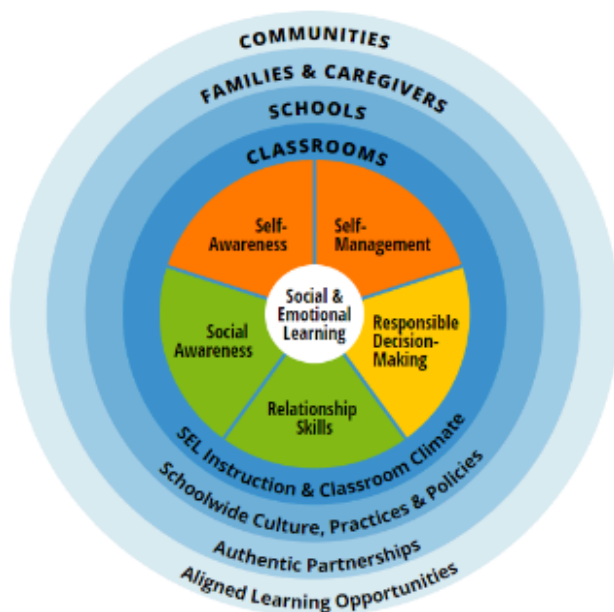 COMMUNITIES
FAMILIES & CAREGIVERS
SCHOOLS
CLASSROOMS
Self-
Awareness
Self-
Management
Social &
Emotional
Learning
Social
Awareness
Responsible
Decision-
Making
Relationship
Skills
SEL Instruction & Classroom Climate
Schoolwide Culture, Practices & Policies
Authentic Partnerships
Aligned Learning Opportunities